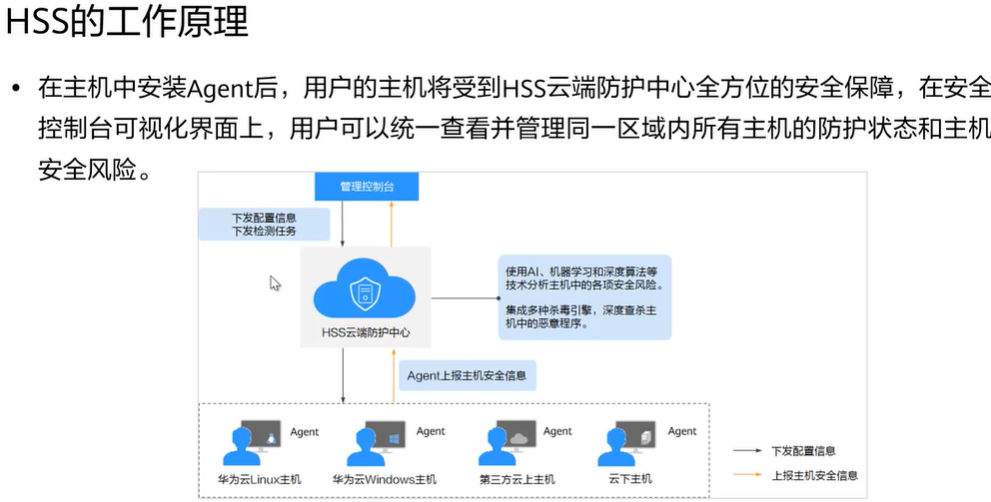 HSS的工作原理
• 在主机中安装Agent后，用户的主机将受到HSS云端防护中心全方位的安全保障，在安全
控制台可视化界面上，用户可以统一查看并管理同一区域内所有主机的防护状态和主机
安全风险。
管理控制台
下发配置信息
下发检测任务
使用AI、机器学习和深度算法等
技术分析主机中的各项安全风险。
集成多种杀毒引擎，深度查杀主
机中的恶意程序。
HSS云端防护中心
Agent上报主机安全信息
Agent
Agent
Agent
Agent
华为云Linux主机
华为云Windows主机
第三方云上主机
云下主机
下发配置信息
上报主机安全信息